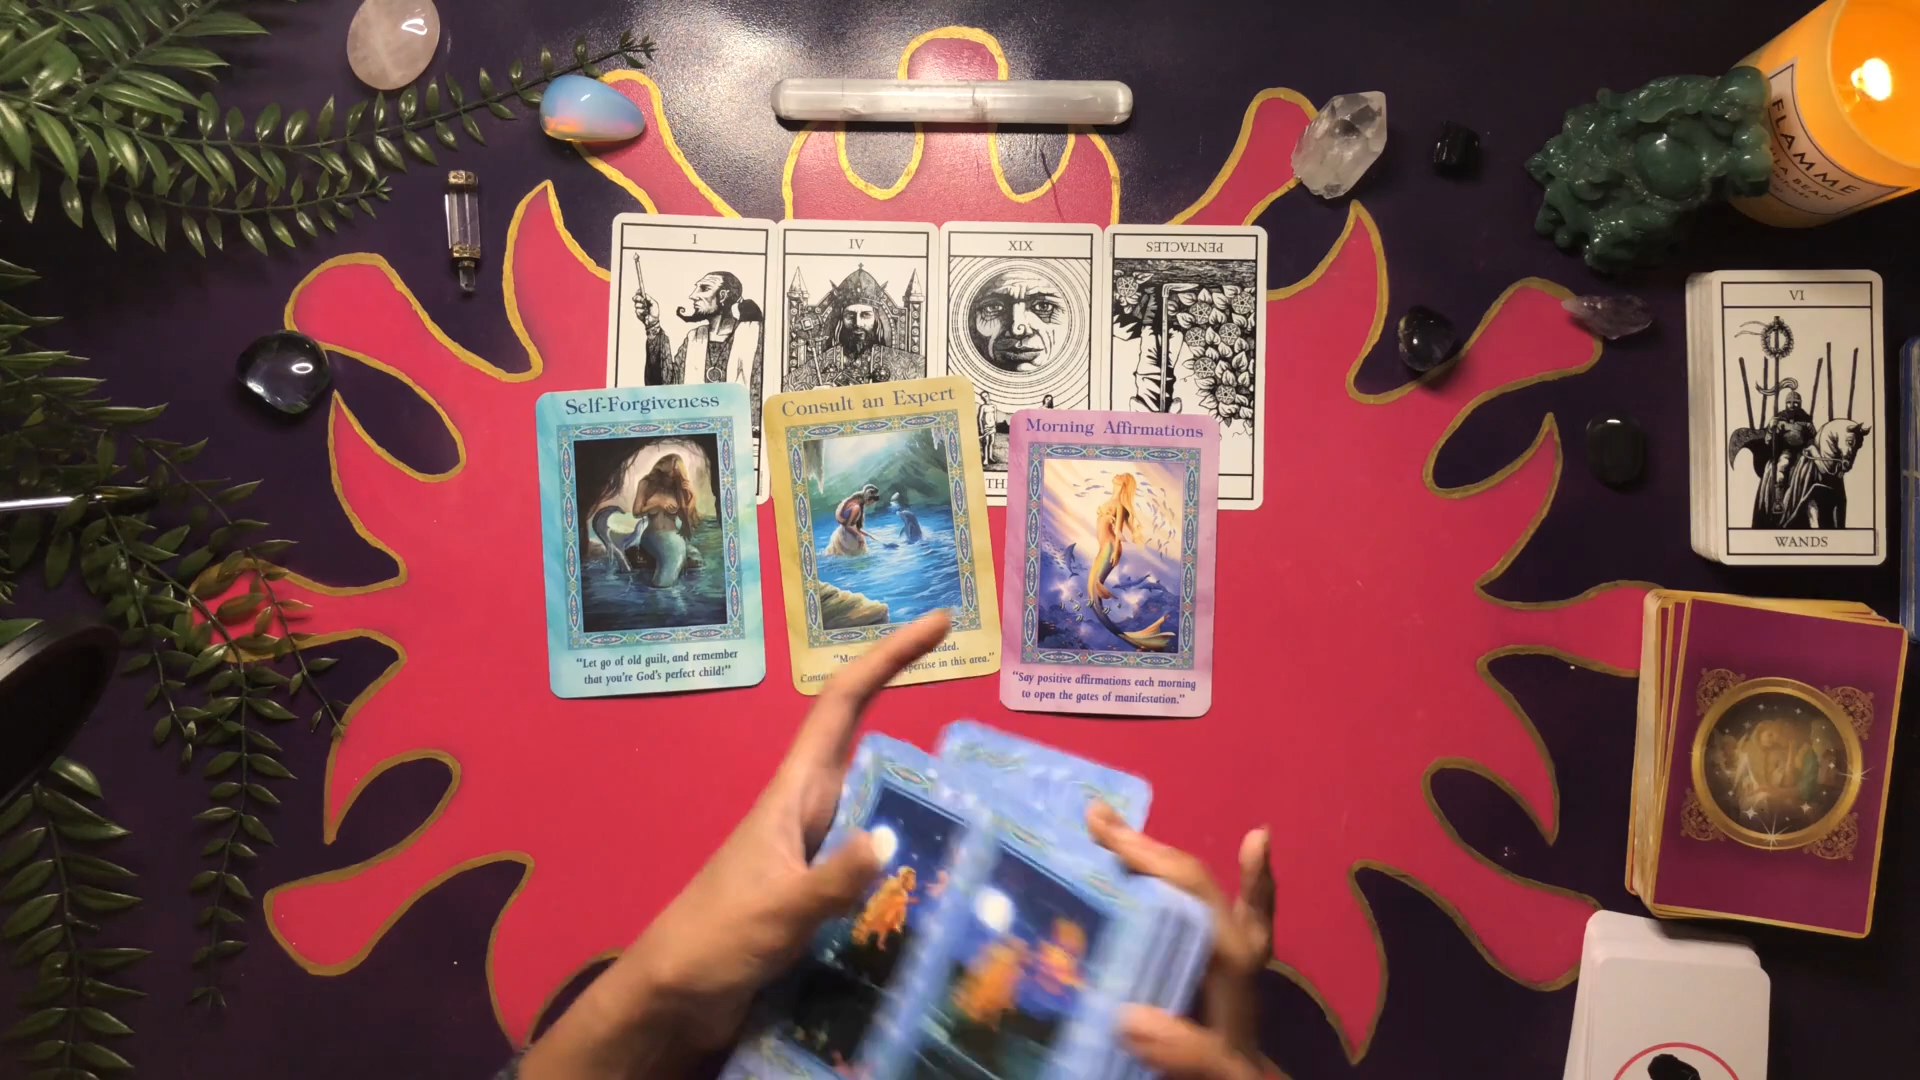 I
IV
XIX
PENTACLES
TH
Self-Forgiveness
"Let go of old guilt, and remember
that you're God's perfect child!"
Consult an Expert
in this area."
Morning Affirmations
"Say positive affirmations each morning
to open the gates of manifestation."
VI
WANDS
FLAMME
BEAN